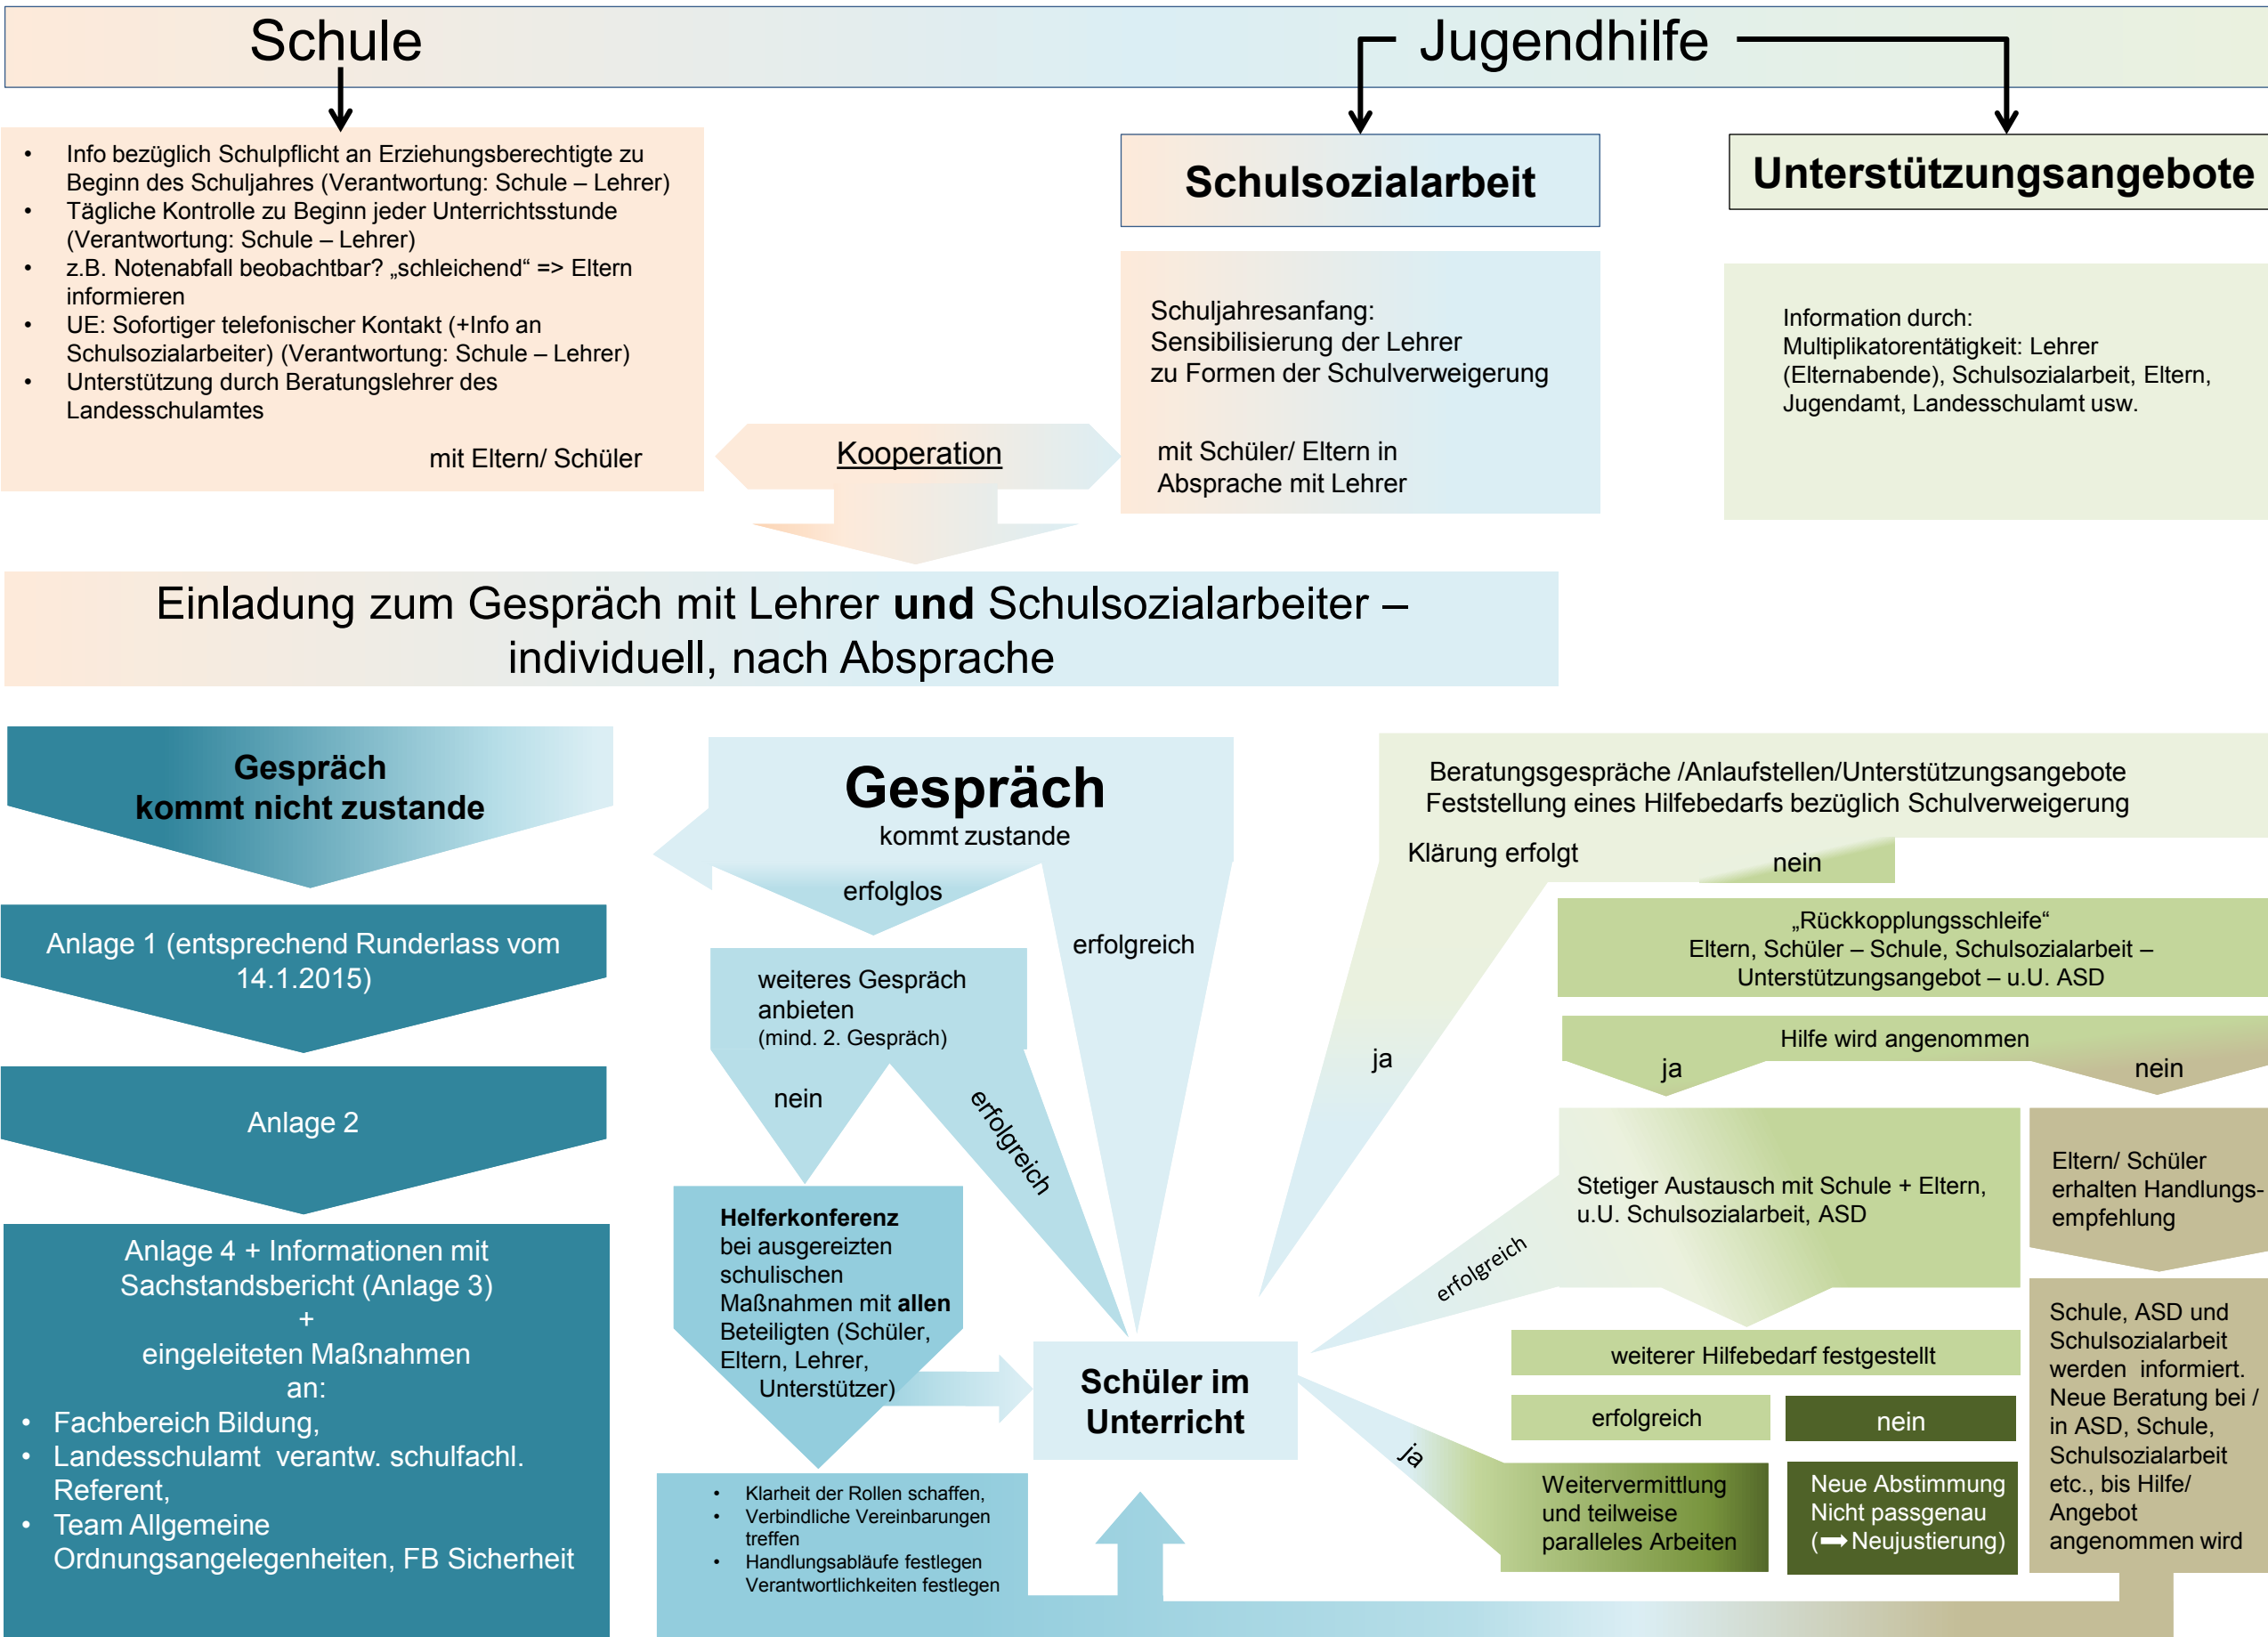 Schule
Jugendhilfe
• Info bezüglich Schulpflicht an Erziehungsberechtigte zu
Beginn des Schuljahres (Verantwortung: Schule – Lehrer)
• Tägliche Kontrolle zu Beginn jeder Unterrichtsstunde
(Verantwortung: Schule – Lehrer)
• z.B. Notenabfall beobachtbar? „schleichend“ => Eltern
informieren
• UE: Sofortiger telefonischer Kontakt (+Info an
Schulsozialarbeiter) (Verantwortung: Schule – Lehrer)
• Unterstützung durch Beratungslehrer des
Landesschulamtes
mit Eltern/ Schüler
Kooperation
Schulsozialarbeit
Schuljahresanfang:
Sensibilisierung der Lehrer
zu Formen der Schulverweigerung
mit Schüler/ Eltern in
Absprache mit Lehrer
Unterstützungsangebote
Information durch:
Multiplikatorentätigkeit: Lehrer
(Elternabende), Schulsozialarbeit, Eltern,
Jugendamt, Landesschulamt usw.
Einladung zum Gespräch mit Lehrer und Schulsozialarbeiter –
individuell, nach Absprache
Gespräch
kommt nicht zustande
Anlage 1 (entsprechend Runderlass vom
14.1.2015)
Anlage 2
Anlage 4 + Informationen mit
Sachstandsbericht (Anlage 3)
+
eingeleiteten Maßnahmen
an:
• Fachbereich Bildung,
• Landesschulamt verantw. schulfachl.
Referent,
• Team Allgemeine
Ordnungsangelegenheiten, FB Sicherheit
Gespräch
kommt zustande
erfolglos
erfolgreich
weiteres Gespräch
anbieten
(mind. 2. Gespräch)
nein
erfolgreich
Helferkonferenz
bei ausgereizten
schulischen
Maßnahmen mit allen
Beteiligten (Schüler,
Eltern, Lehrer,
Unterstützer)
• Klarheit der Rollen schaffen,
• Verbindliche Vereinbarungen
treffen
• Handlungsabläufe festlegen
Verantwortlichkeiten festlegen
Schüler im
Unterricht
Beratungsgespräche /Anlaufstellen/Unterstützungsangebote
Feststellung eines Hilfebedarfs bezüglich Schulverweigerung
Klärung erfolgt
nein
ja
„Rückkopplungsschleife“
Eltern, Schüler – Schule, Schulsozialarbeit –
Unterstützungsangebot – u.U. ASD
Hilfe wird angenommen
ja
nein
Stetiger Austausch mit Schule + Eltern,
u.U. Schulsozialarbeit, ASD
erfolgreich
weiterer Hilfebedarf festgestellt
erfolgreich
nein
ja
Weitervermittlung
und teilweise
paralleles Arbeiten
Neue Abstimmung
Nicht passgenau
(➡Neujustierung)
Eltern/ Schüler
erhalten Handlungs-
empfehlung
Schule, ASD und
Schulsozialarbeit
werden informiert.
Neue Beratung bei /
in ASD, Schule,
Schulsozialarbeit
etc., bis Hilfe/
Angebot
angenommen wird